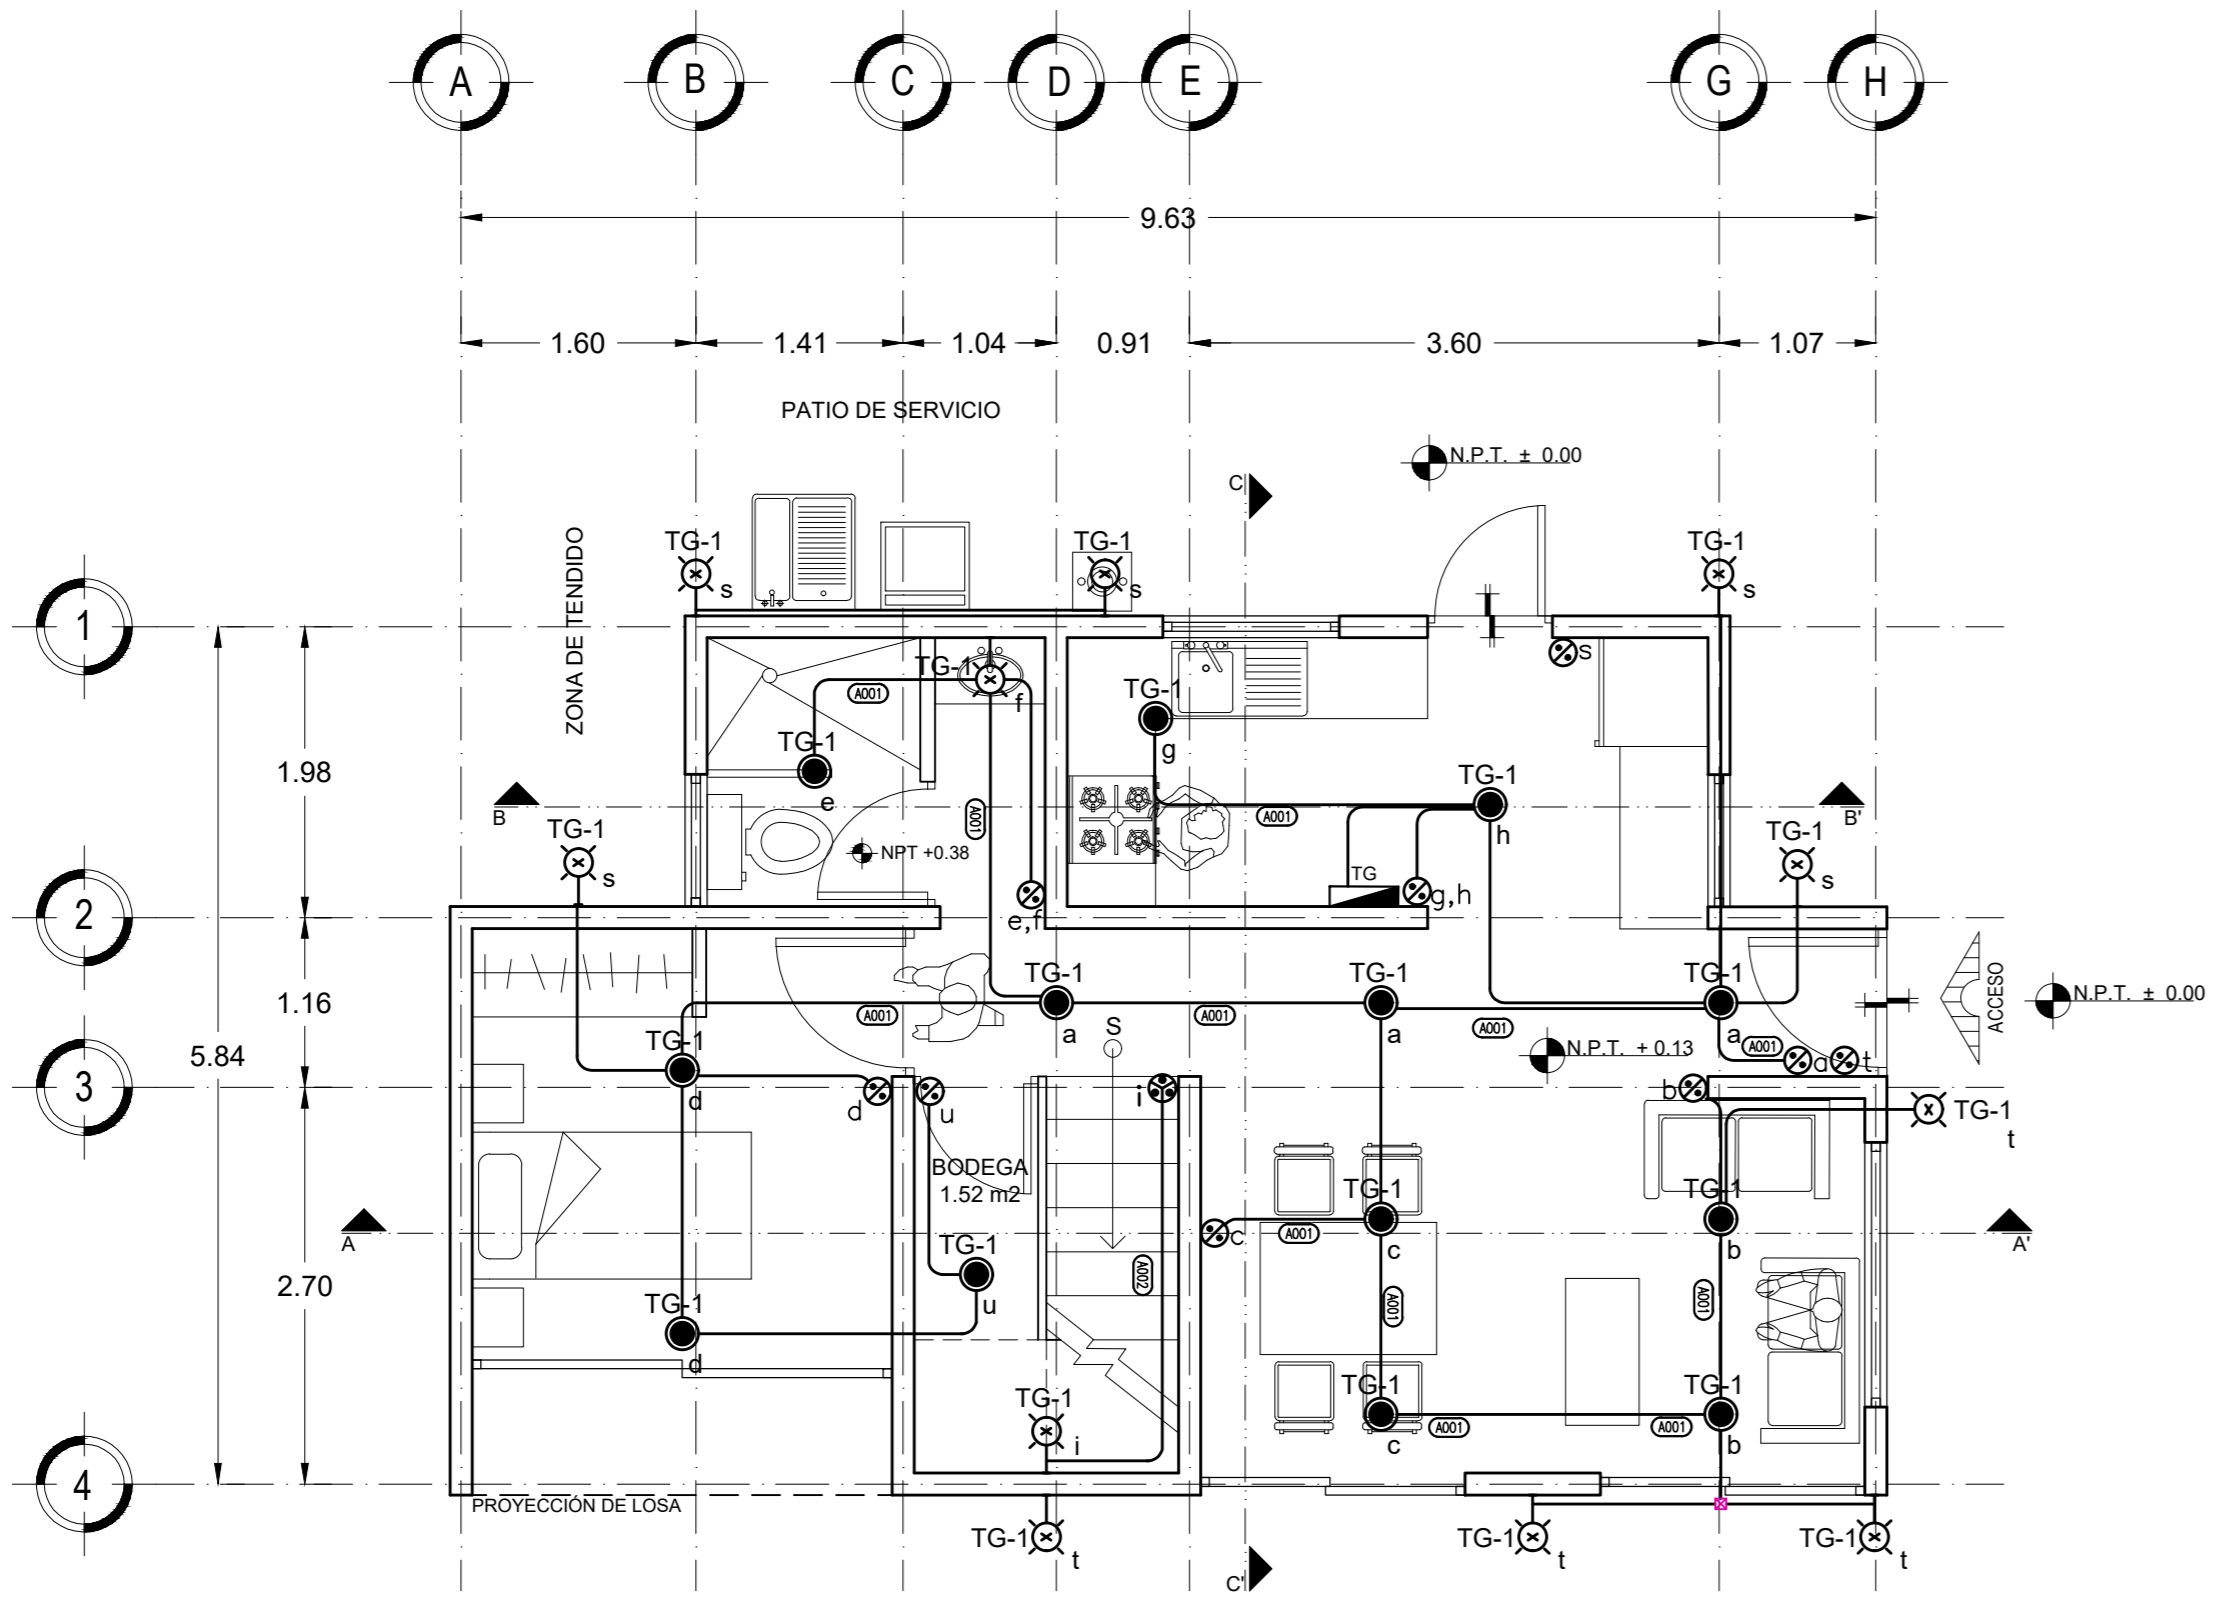 A B C D E G H
9.63
1.60 1.41 1.04 0.91 3.60 1.07
PATIO DE SERVICIO
N.P.T. ± 0.00
C
ZONA DE TENDIDO
TG-1 TG-1 TG-1
s s s
1
TG-1 f s
A001
TG-1
g
TG-1
e
TG-1
h
1.98
B B'
A001 A001
TG-1
s
TG-1
s
NPT +0.38
TG
g,h
e,f
2
TG-1 TG-1 TG-1
a a a
ACCESO
N.P.T. ± 0.00
1.16
A001 A001 A001 A001
S
5.84
TG-1
d
N.P.T. + 0.13
a t
3
d u i b
TG-1
t
BODEGA
1.52 m2
TG-1
c
TG-1
b
A A'
c A001
TG-1
u
2.70
A002 A001 A001
TG-1
d
TG-1
i
TG-1
c
TG-1
b
A001 A001
4
PROYECCIÓN DE LOSA
TG-1 t
TG-1 t
TG-1 t
C'